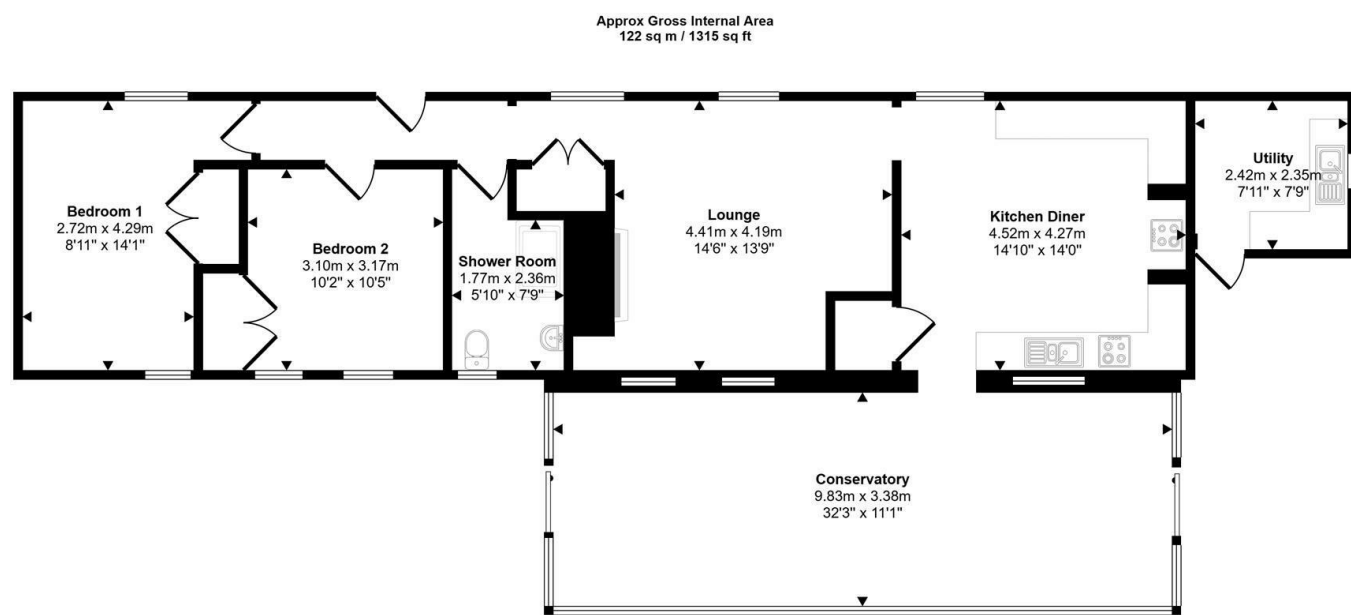 Approx Gross Internal Area
122 sq m / 1315 sq ft
Bedroom 1
2.72m x 4.29m
8'11" x 14'1"
Bedroom 2
3.10m x 3.17m
10'2" x 10'5"
Shower Room
1.77m x 2.36m
5'10" x 7'9"
Lounge
4.41m x 4.19m
14'6" x 13'9"
Kitchen Diner
4.52m x 4.27m
14'10" x 14'0"
Utility
2.42m x 2.35m
7'11" x 7'9"
Conservatory
9.83m x 3.38m
32'3" x 11'1"